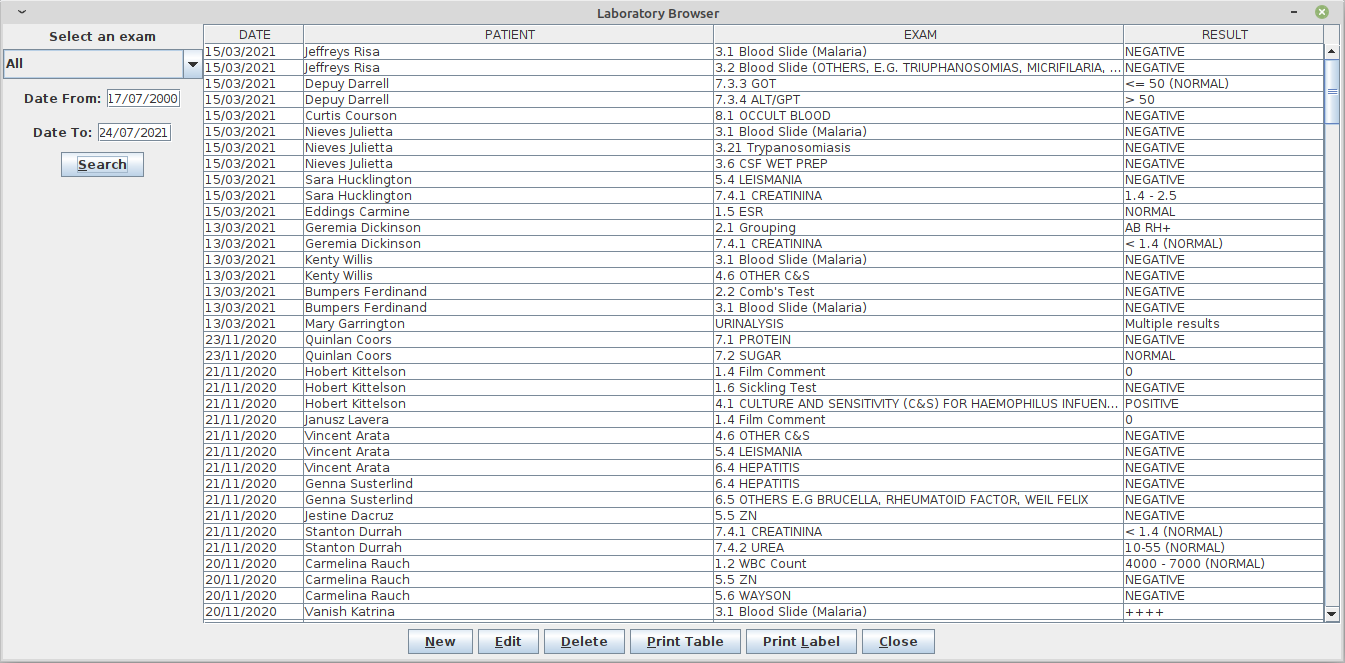 Laboratory Browser
Select an exam
All
Date From: 17/07/2000
Date To: 24/07/2021
Search
DATE PATIENT EXAM RESULT
15/03/2021 Jeffreys Risa 3.1 Blood Slide (Malaria) NEGATIVE
15/03/2021 Jeffreys Risa 3.2 Blood Slide (OTHERS, E.G. TRIUPHANOSOMIAS, MICRIFILARIA, ... NEGATIVE
15/03/2021 Depuy Darrell 7.3.3 GOT <= 50 (NORMAL)
15/03/2021 Depuy Darrell 7.3.4 ALT/GPT > 50
15/03/2021 Curtis Courson 8.1 OCCULT BLOOD NEGATIVE
15/03/2021 Nieves Julietta 3.1 Blood Slide (Malaria) NEGATIVE
15/03/2021 Nieves Julietta 3.21 Trypanosomiasis NEGATIVE
15/03/2021 Nieves Julietta 3.6 CSF WET PREP NEGATIVE
15/03/2021 Sara Hucklington 5.4 LEISMANIA NEGATIVE
15/03/2021 Sara Hucklington 7.4.1 CREATININA 1.4 - 2.5
15/03/2021 Eddings Carmine 1.5 ESR NORMAL
13/03/2021 Geremia Dickinson 2.1 Grouping AB RH+
13/03/2021 Geremia Dickinson 7.4.1 CREATININA < 1.4 (NORMAL)
13/03/2021 Kenty Willis 3.1 Blood Slide (Malaria) NEGATIVE
13/03/2021 Kenty Willis 4.6 OTHER C&S NEGATIVE
13/03/2021 Bumpers Ferdinand 2.2 Comb's Test NEGATIVE
13/03/2021 Bumpers Ferdinand 3.1 Blood Slide (Malaria) NEGATIVE
13/03/2021 Mary Garrington URINALYSIS Multiple results
23/11/2020 Quinlan Coors 7.1 PROTEIN NEGATIVE
23/11/2020 Quinlan Coors 7.2 SUGAR NORMAL
21/11/2020 Hobert Kittelson 1.4 Film Comment 0
21/11/2020 Hobert Kittelson 1.6 Sickling Test NEGATIVE
21/11/2020 Hobert Kittelson 4.1 CULTURE AND SENSITIVITY (C&S) FOR HAEMOPHILUS INFUEN... POSITIVE
21/11/2020 Janusz Lavera 1.4 Film Comment 0
21/11/2020 Vincent Arata 4.6 OTHER C&S NEGATIVE
21/11/2020 Vincent Arata 5.4 LEISMANIA NEGATIVE
21/11/2020 Vincent Arata 6.4 HEPATITIS NEGATIVE
21/11/2020 Genna Susterlind 6.4 HEPATITIS NEGATIVE
21/11/2020 Genna Susterlind 6.5 OTHERS E.G BRUCELLA, RHEUMATOID FACTOR, WEIL FELIX NEGATIVE
21/11/2020 Jestine Dacruz 5.5 ZN NEGATIVE
21/11/2020 Stanton Durrah 7.4.1 CREATININA < 1.4 (NORMAL)
21/11/2020 Stanton Durrah 7.4.2 UREA 10-55 (NORMAL)
20/11/2020 Carmelina Rauch 1.2 WBC Count 4000 - 7000 (NORMAL)
20/11/2020 Carmelina Rauch 5.5 ZN NEGATIVE
20/11/2020 Carmelina Rauch 5.6 WAYSON NEGATIVE
20/11/2020 Vanish Katrina 3.1 Blood Slide (Malaria) ++++
New Edit Delete Print Table Print Label Close